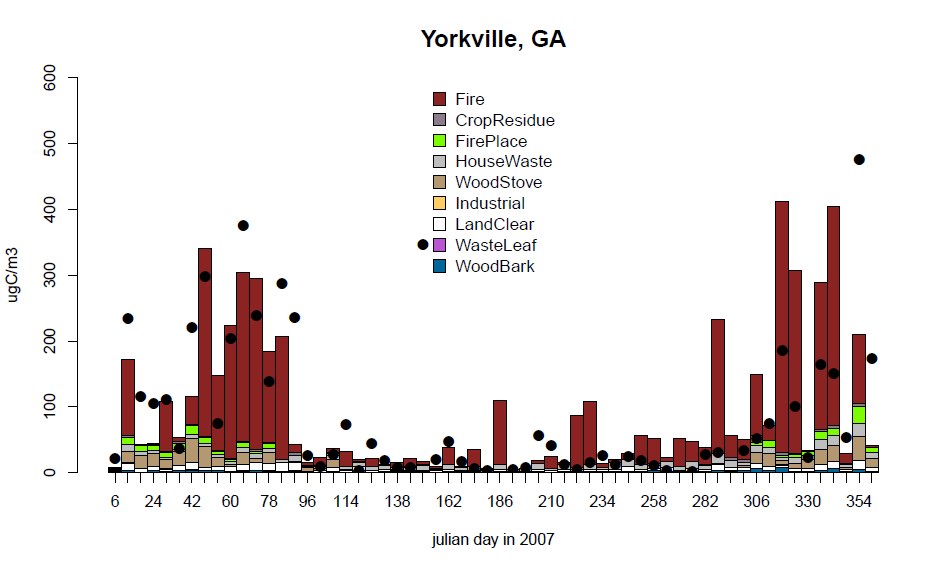 Yorkville, GA
600
500
400
300
200
100
0
ugC/m3
Fire
CropResidue
FirePlace
HouseWaste
WoodStove
Industrial
LandClear
WasteLeaf
WoodBark
6 24 42 60 78 96 114 138 162 186 210 234 258 282 306 330 354
julian day in 2007